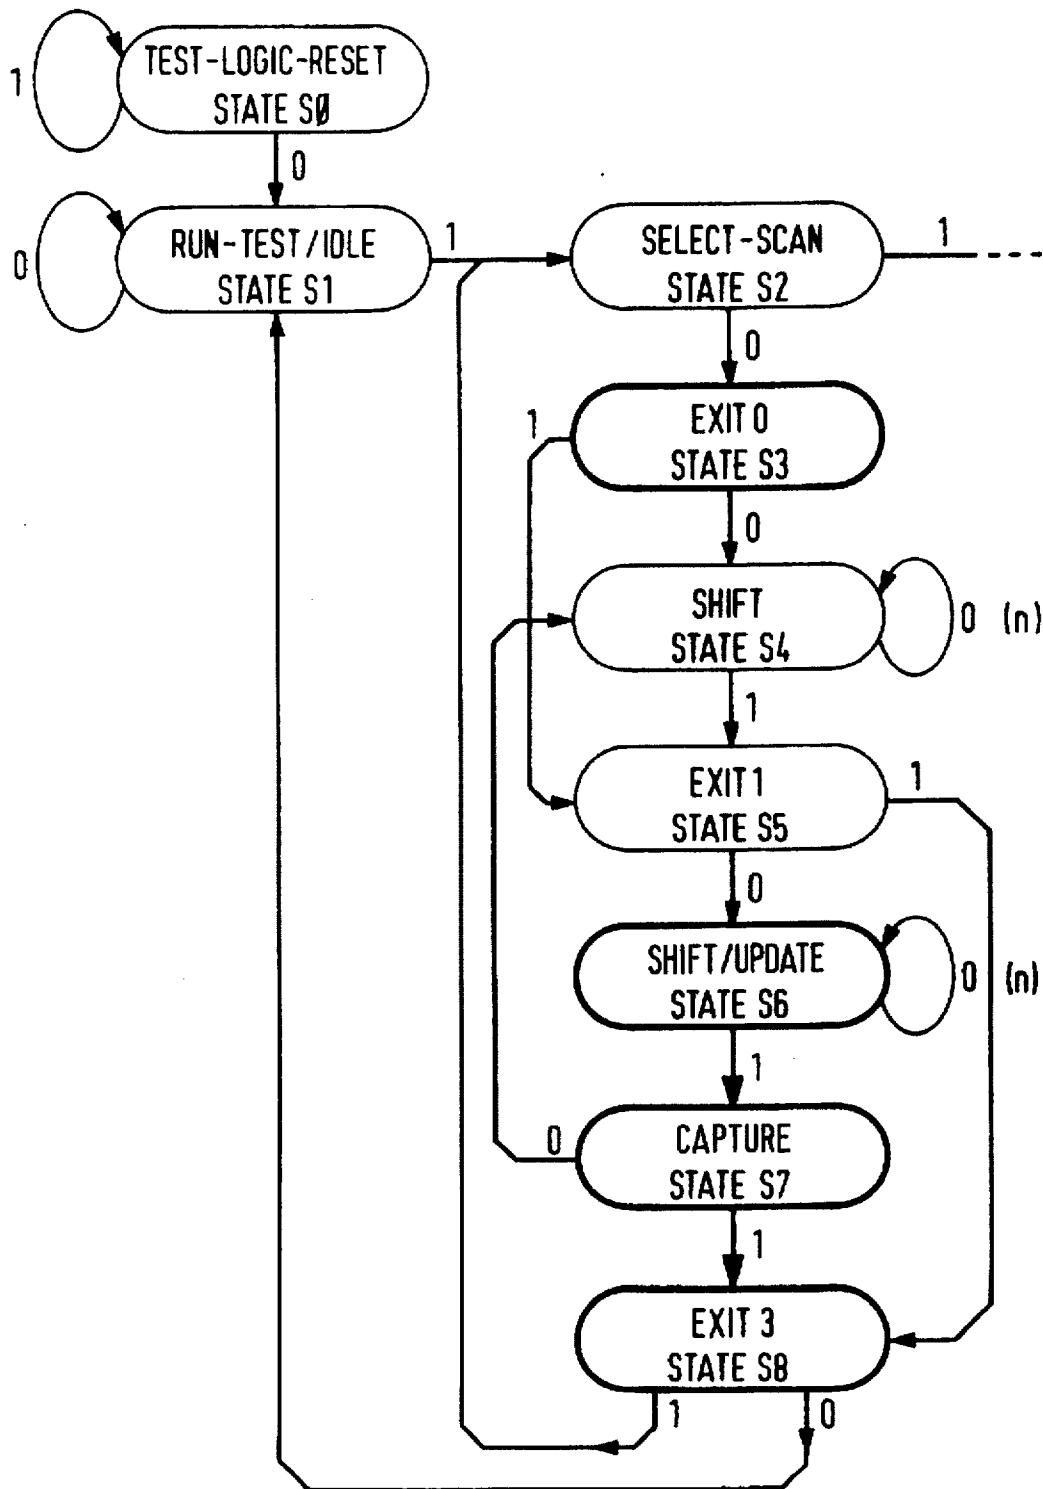 TEST-LOGIC-RESET
STATE SØ
1
0
RUN-TEST/IDLE
STATE S1
0
1
SELECT-SCAN
STATE S2
1
0
EXIT 0
STATE S3
1
0
SHIFT
STATE S4
0 (n)
1
EXIT 1
STATE S5
1
0
SHIFT/UPDATE
STATE S6
0 (n)
1
CAPTURE
STATE S7
0
1
EXIT 3
STATE S8
1
0